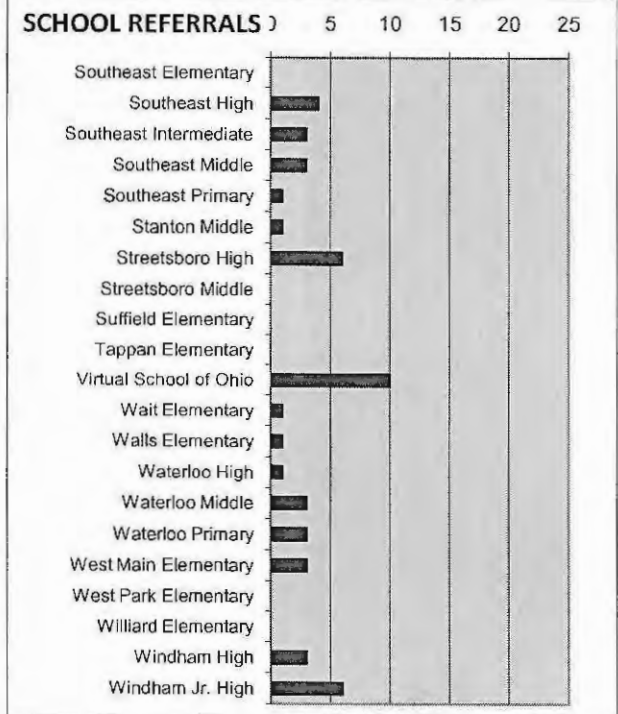 SCHOOL REFERRALS 0 5 10 15 20 25
Southeast Elementary
Southeast High
Southeast Intermediate
Southeast Middle
Southeast Primary
Stanton Middle
Streetsboro High
Streetsboro Middle
Suffield Elementary
Tappan Elementary
Virtual School of Ohio
Wait Elementary
Walls Elementary
Waterloo High
Waterloo Middle
Waterloo Primary
West Main Elementary
West Park Elementary
Williard Elementary
Windham High
Windham Jr. High